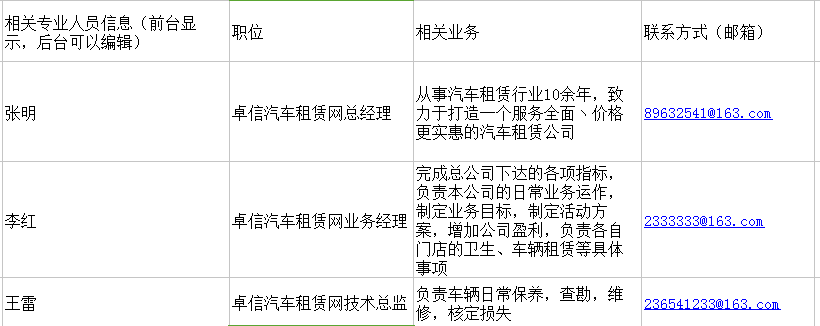 相关专业人员信息（前台显
示，后台可以编辑）
职位
相关业务
联系方式（邮箱）
张明
卓信汽车租赁网总经理
从事汽车租赁行业10余年，致
力于打造一个服务全面丶价格
更实惠的汽车租赁公司
89632541@163.com
李红
卓信汽车租赁网业务经理
完成总公司下达的各项指标，
负责本公司的日常业务运作，
制定业务目标，制定活动方
案，增加公司盈利，负责各自
门店的卫生、车辆租赁等具体
事项
2333333@163.com
王雷
卓信汽车租赁网技术总监
负责车辆日常保养，查勘，维
修，核定损失
236541233@163.com